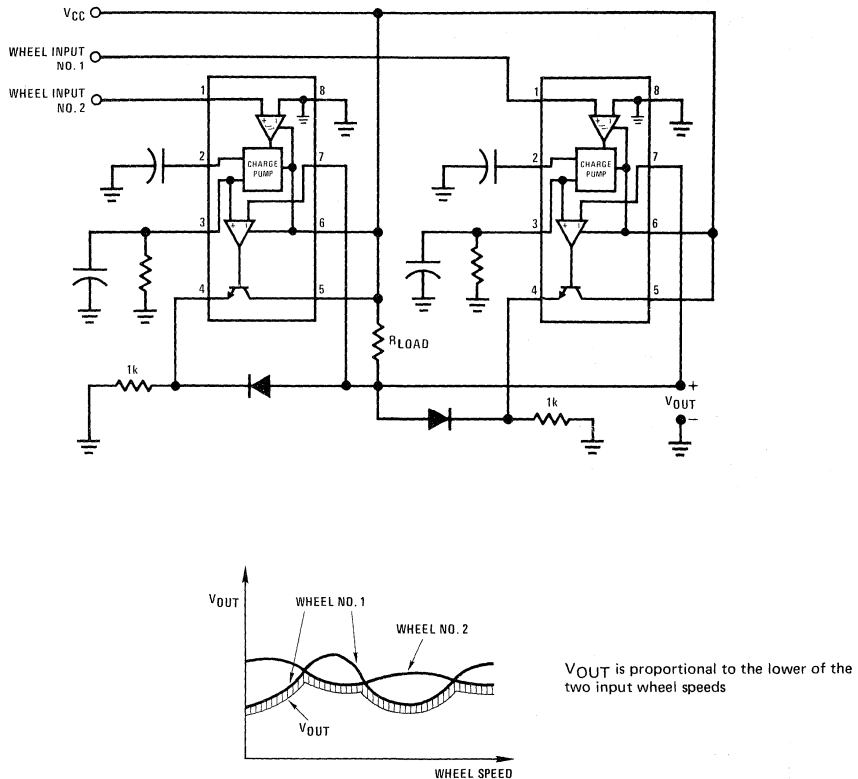 VCC
WHEEL INPUT
NO. 1
WHEEL INPUT
NO. 2
1
8
2
CHARGE
PUMP
7
3
+
-
6
4
5
1
8
2
CHARGE
PUMP
7
3
+
-
6
4
5
RLOAD
1k
1k
+
VOUT
-
VOUT
WHEEL NO. 1
WHEEL NO. 2
VOUT
WHEEL SPEED
VOUT is proportional to the lower of the
two input wheel speeds